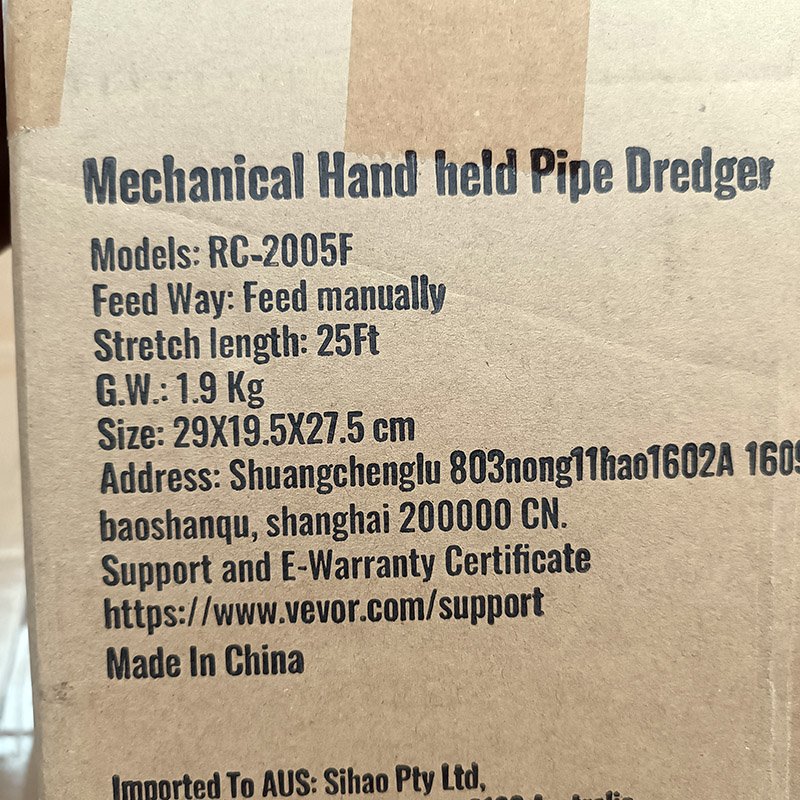 Mechanical Hand held Pipe Dredger
Models: RC-2005F
Feed Way: Feed manually
Stretch length: 25Ft
G.W.: 1.9 Kg
Size: 29X19.5X27.5 cm
Address: Shuangchenglu 803nong11hao1602A
baoshanqu, shanghai 200000 CN.
Support and E-Warranty Certificate
https://www.vevor.com/support
Made In China
Imported To AUS: Sihao Pty Ltd,